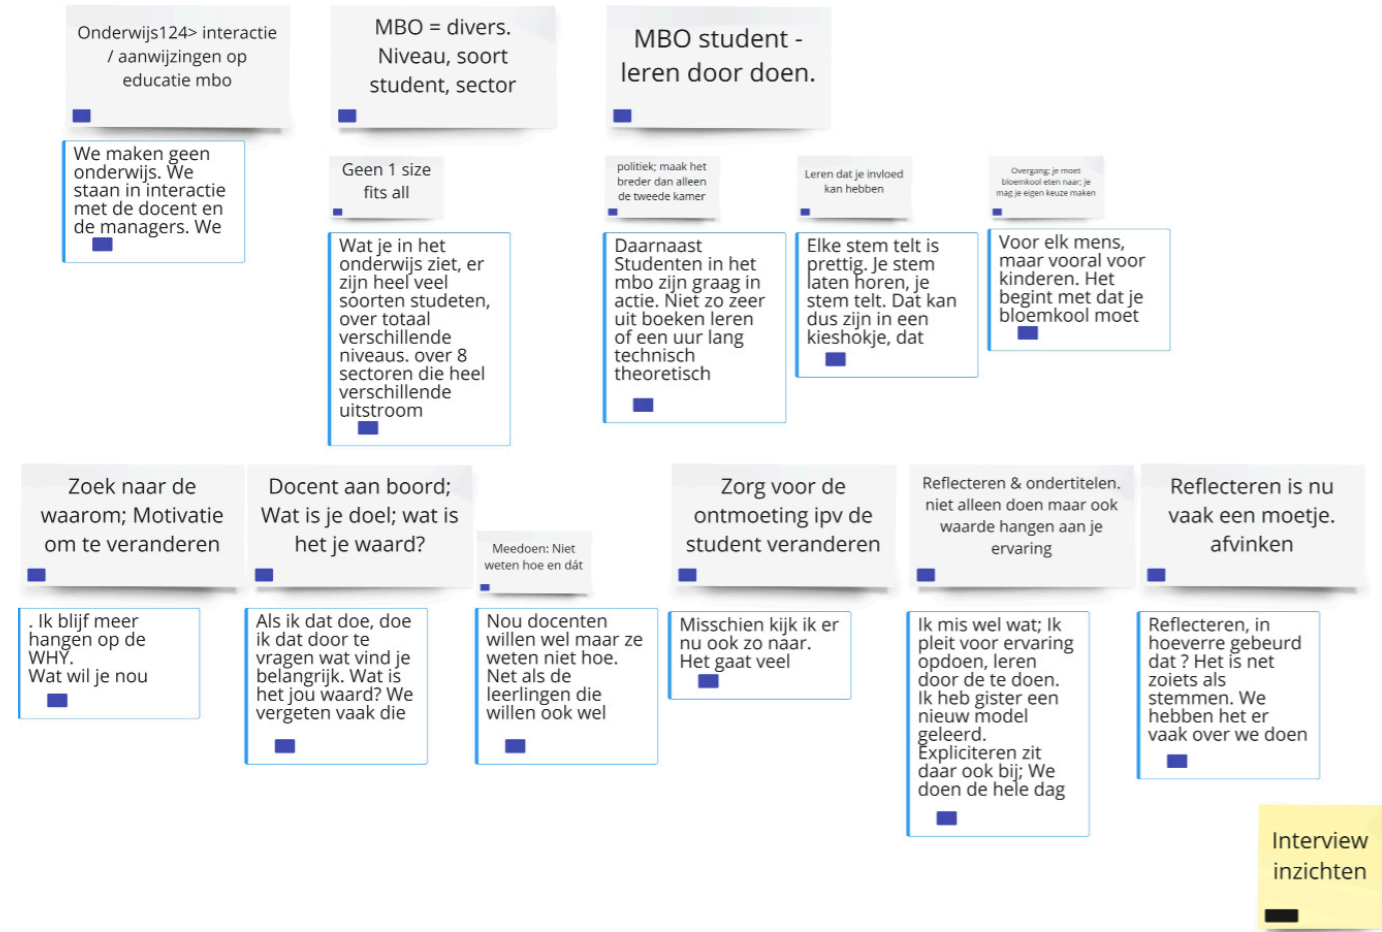 Onderwijs124> interactie
/ aanwijzingen op
educatie mbo
We maken geen
onderwijs. We
staan in interactie
met de docent en
de managers. We
MBO = divers.
Niveau, soort
student, sector
Geen 1 size
fits all
Wat je in het
onderwijs ziet, er
zijn heel veel
soorten studeten,
over totaal
verschillende
niveaus. over 8
sectoren die heel
verschillende
uitstroom
MBO student -
leren door doen.
politiek; maak het
breder dan alleen
de tweede kamer
Daarnaast
Studenten in het
mbo zijn graag in
actie. Niet zo zeer
uit boeken leren
of een uur lang
technisch
theoretisch
Leren dat je invloed
kan hebben
Elke stem telt is
prettig. Je stem
laten horen, je
stem telt. Dat kan
dus zijn in een
kieshokje, dat
Overgang; je moet
bloemkool eten naar; je
mag je eigen keuze maken
Voor elk mens,
maar vooral voor
kinderen. Het
begint met dat je
bloemkool moet
Zoek naar de
waarom; Motivatie
om te veranderen
. Ik blijf meer
hangen op de
WHY.
Wat wil je nou
Docent aan boord;
Wat is je doel; wat is
het je waard?
Als ik dat doe, doe
ik dat door te
vragen wat vind je
belangrijk. Wat is
het jou waard? We
vergeten vaak die
Meedoen: Niet
weten hoe en dát
Nou docenten
willen wel maar ze
weten niet hoe.
Net als de
leerlingen die
willen ook wel
Zorg voor de
ontmoeting ipv de
student veranderen
Misschien kijk ik er
nu ook zo naar.
Het gaat veel
Reflecteren & ondertitelen.
niet alleen doen maar ook
waarde hangen aan je
ervaring
Ik mis wel wat; Ik
pleit voor ervaring
opdoen, leren
door de te doen.
Ik heb gister een
nieuw model
geleerd.
Expliciteren zit
daar ook bij; We
doen de hele dag
Reflecteren is nu
vaak een moetje.
afvinken
Reflecteren, in
hoeverre gebeurd
dat ? Het is net
zoiets als
stemmen. We
hebben het er
vaak over we doen
Interview
inzichten